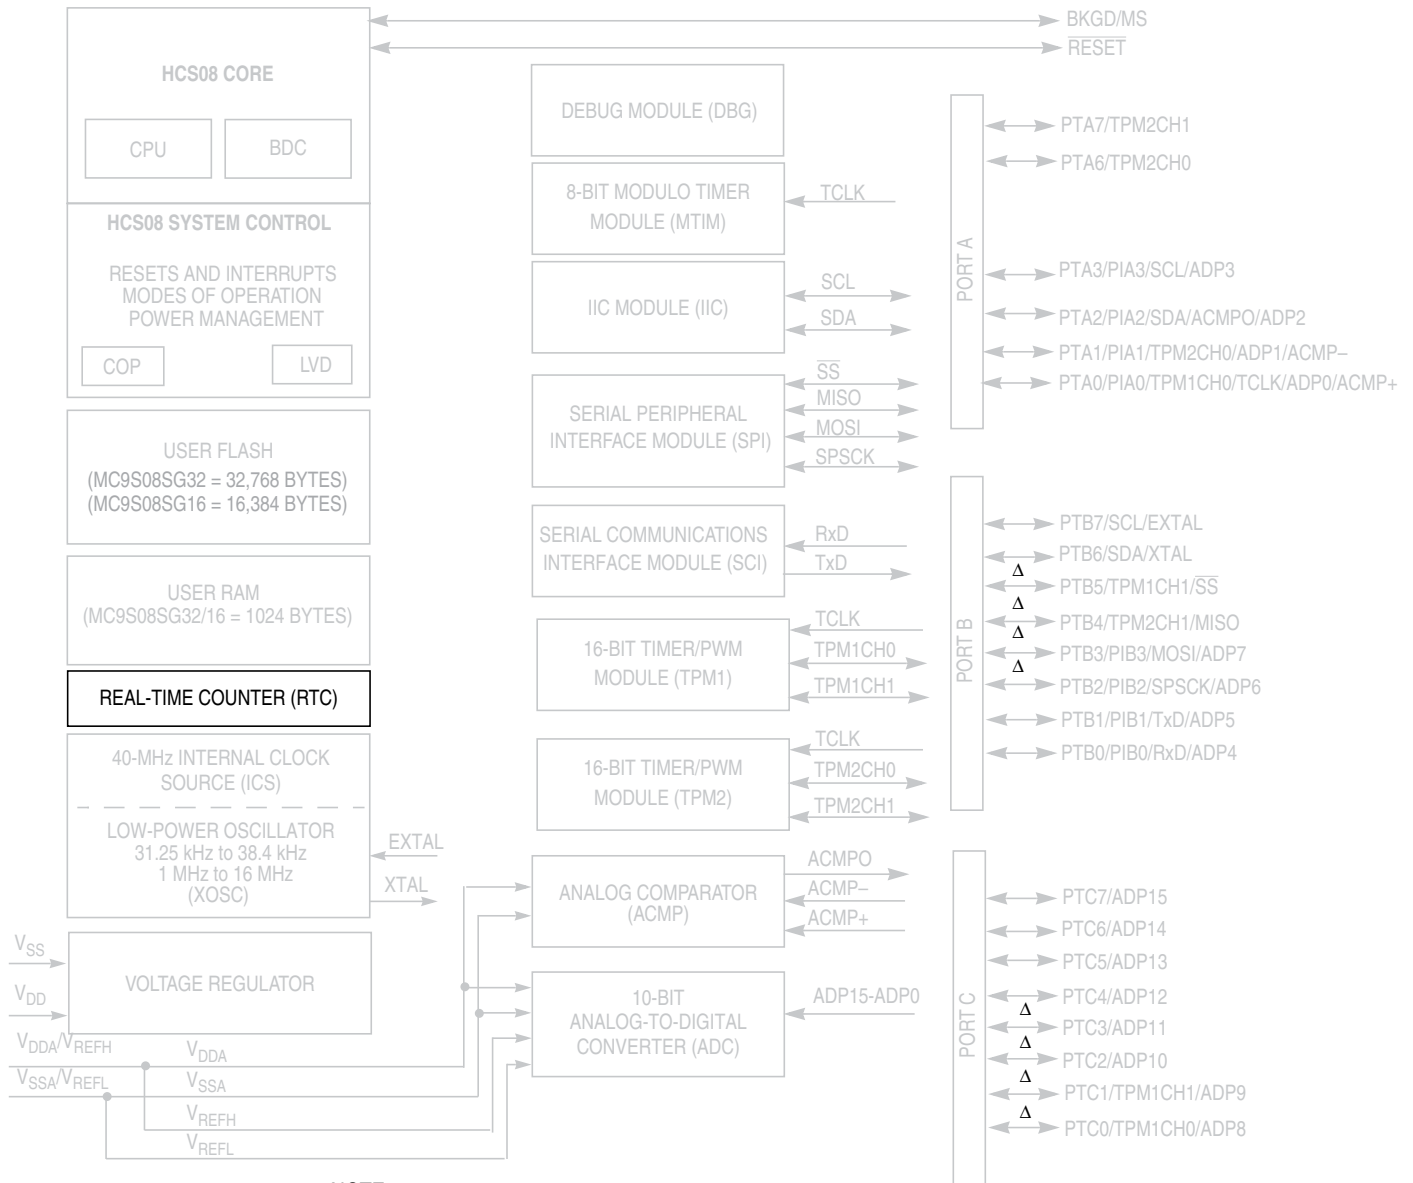 BKGD/MS
RESET
HCS08 CORE
CPU
BDC
HCS08 SYSTEM CONTROL
RESETS AND INTERRUPTS
MODES OF OPERATION
POWER MANAGEMENT
COP
LVD
USER FLASH
(MC9S08SG32 = 32,768 BYTES)
(MC9S08SG16 = 16,384 BYTES)
USER RAM
(MC9S08SG32/16 = 1024 BYTES)
REAL-TIME COUNTER (RTC)
40-MHz INTERNAL CLOCK
SOURCE (ICS)
LOW-POWER OSCILLATOR
31.25 kHz to 38.4 kHz
1 MHz to 16 MHz
(XOSC)
EXTAL
XTAL
VSS
VDD
VOLTAGE REGULATOR
VDDA/VREFH
VSSA/VREFL
VDDA
VSSA
VREFH
VREFL
DEBUG MODULE (DBG)
8-BIT MODULO TIMER
MODULE (MTIM)
TCLK
IIC MODULE (IIC)
SCL
SDA
SERIAL PERIPHERAL
INTERFACE MODULE (SPI)
SS
MISO
MOSI
SPSCK
SERIAL COMMUNICATIONS
INTERFACE MODULE (SCI)
RxD
TxD
16-BIT TIMER/PWM
MODULE (TPM1)
TCLK
TPM1CH0
TPM1CH1
16-BIT TIMER/PWM
MODULE (TPM2)
TCLK
TPM2CH0
TPM2CH1
ANALOG COMPARATOR
(ACMP)
ACMPO
ACMP–
ACMP+
10-BIT
ANALOG-TO-DIGITAL
CONVERTER (ADC)
ADP15-ADP0
PORT A
PTA7/TPM2CH1
PTA6/TPM2CH0
PTA3/PIA3/SCL/ADP3
PTA2/PIA2/SDA/ACMPO/ADP2
PTA1/PIA1/TPM2CH0/ADP1/ACMP–
PTA0/PIA0/TPM1CH0/TCLK/ADP0/ACMP+
PORT B
PTB7/SCL/EXTAL
PTB6/SDA/XTAL
Δ
PTB5/TPM1CH1/SS
Δ
PTB4/TPM2CH1/MISO
Δ
PTB3/PIB3/MOSI/ADP7
Δ
PTB2/PIB2/SPSCK/ADP6
PTB1/PIB1/TxD/ADP5
PTB0/PIB0/RxD/ADP4
PORT C
PTC7/ADP15
PTC6/ADP14
PTC5/ADP13
PTC4/ADP12
Δ
PTC3/ADP11
Δ
PTC2/ADP10
Δ
PTC1/TPM1CH1/ADP9
Δ
PTC0/TPM1CH0/ADP8